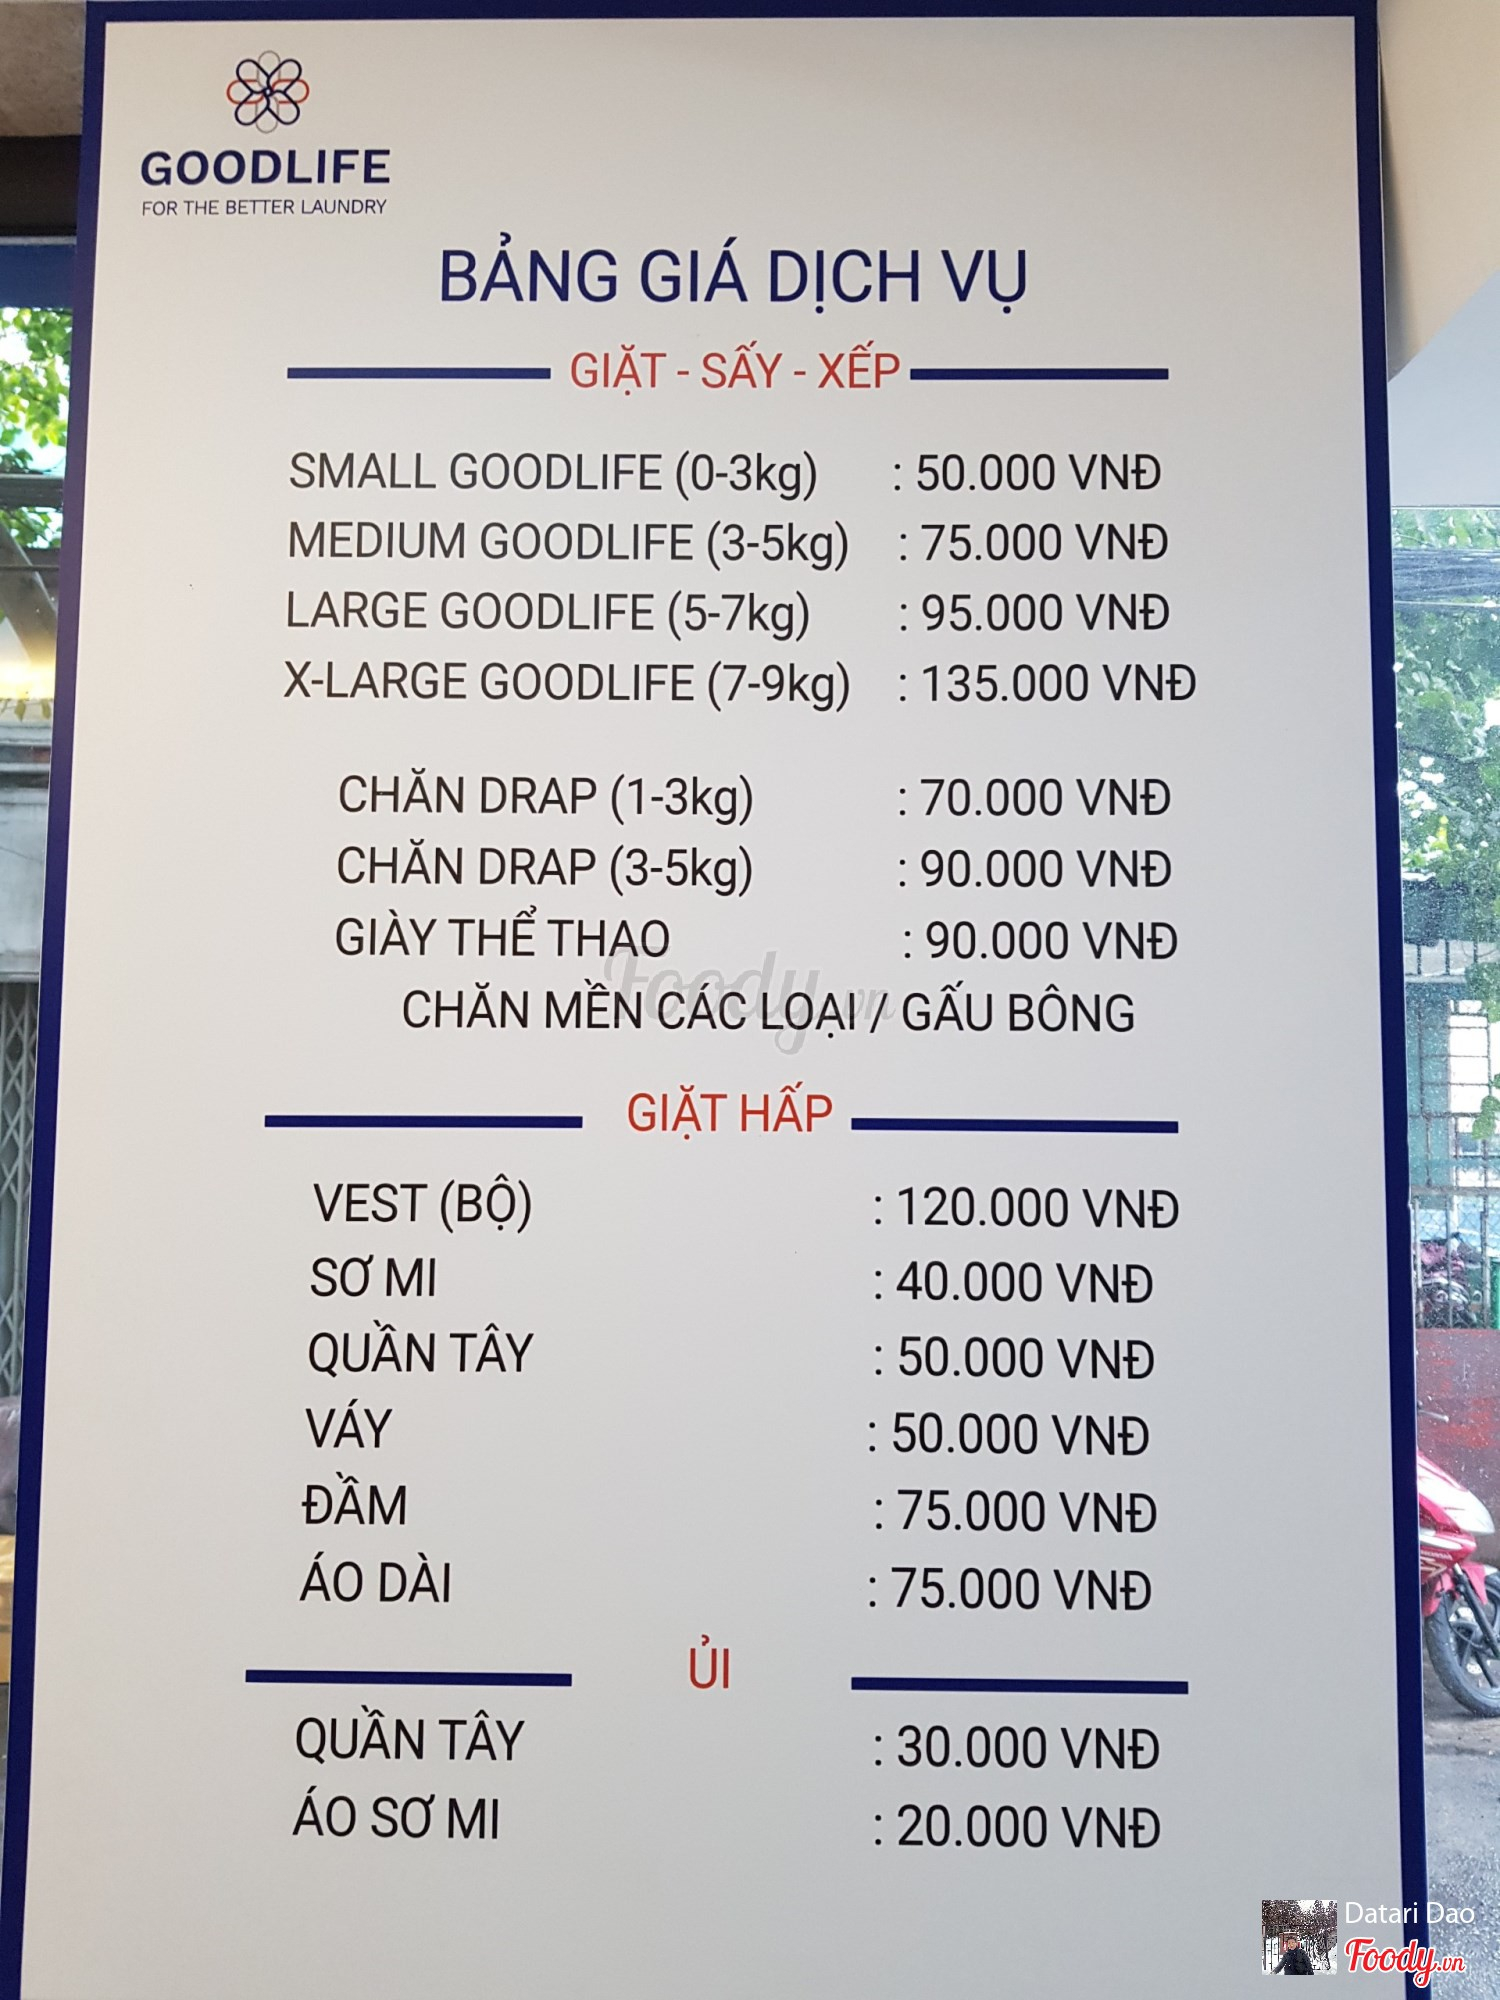 GOODLIFE
FOR THE BETTER LAUNDRY
BẢNG GIÁ DỊCH VỤ
GIẶT - SẤY - XẾP
SMALL GOODLIFE (0-3kg) : 50.000 VNĐ
MEDIUM GOODLIFE (3-5kg) : 75.000 VNĐ
LARGE GOODLIFE (5-7kg) : 95.000 VNĐ
X-LARGE GOODLIFE (7-9kg) : 135.000 VNĐ
CHĂN DRAP (1-3kg) : 70.000 VNĐ
CHĂN DRAP (3-5kg) : 90.000 VNĐ
GIÀY THỂ THAO : 90.000 VNĐ
Foody.vn
CHĂN MỀN CÁC LOẠI / GẤU BÔNG
GIẶT HẤP
VEST (BỘ) : 120.000 VNĐ
SƠ MI : 40.000 VNĐ
QUẦN TÂY : 50.000 VNĐ
VÁY : 50.000 VNĐ
ĐẦM : 75.000 VNĐ
ÁO DÀI : 75.000 VNĐ
ỦI
QUẦN TÂY : 30.000 VNĐ
ÁO SƠ MI : 20.000 VNĐ
Datari Dao
Foody.vn